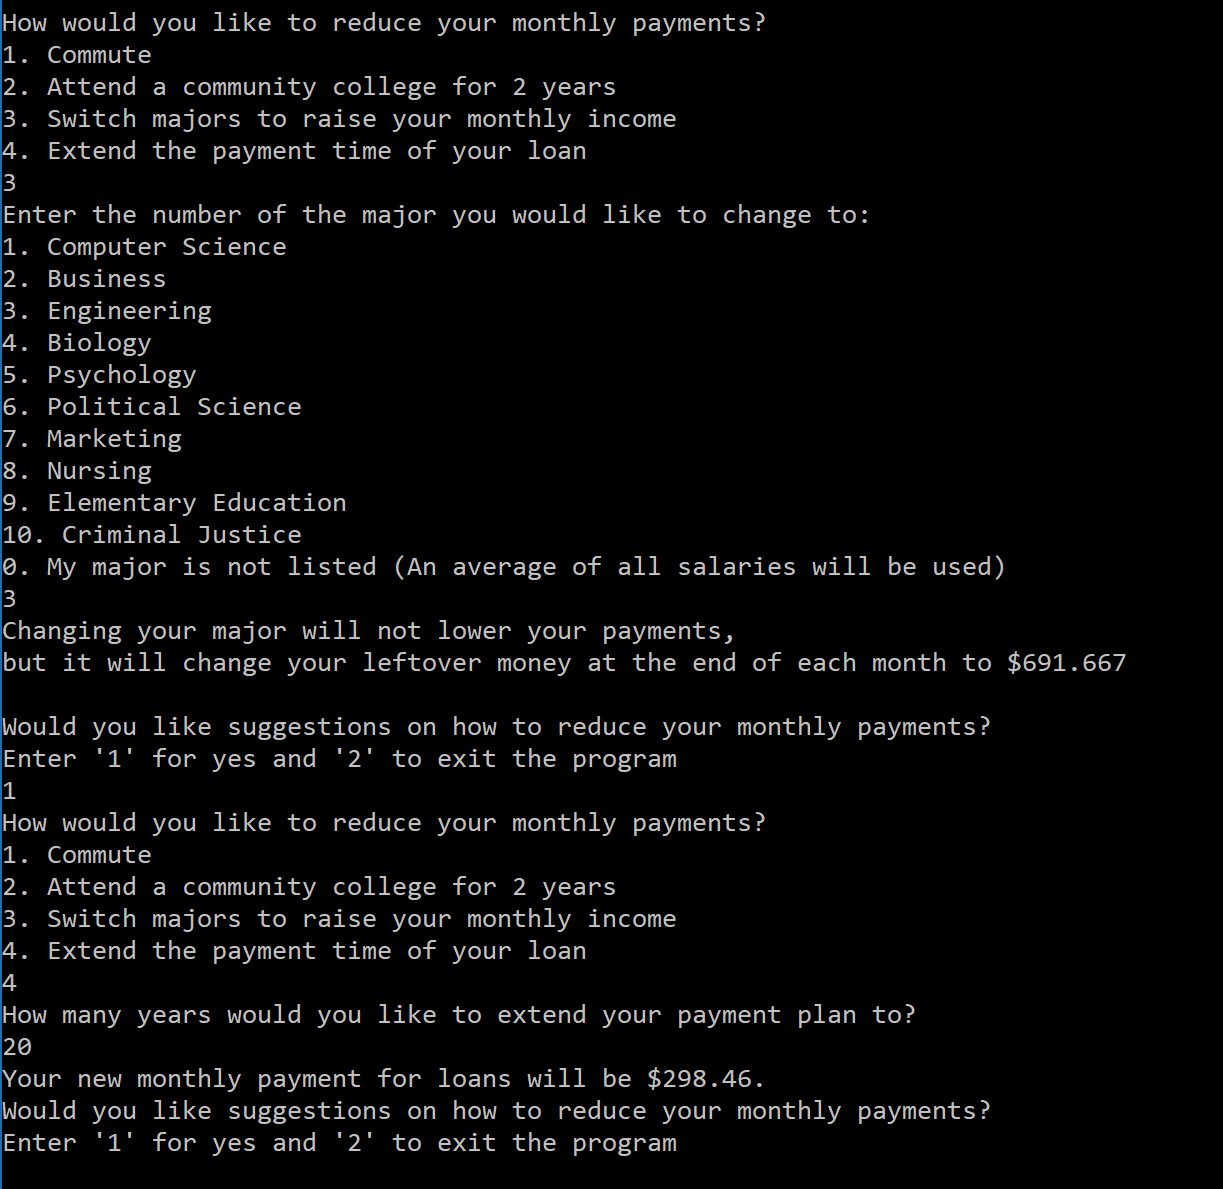 How would you like to reduce your monthly payments?
1. Commute
2. Attend a community college for 2 years
3. Switch majors to raise your monthly income
4. Extend the payment time of your loan
3
Enter the number of the major you would like to change to:
1. Computer Science
2. Business
3. Engineering
4. Biology
5. Psychology
6. Political Science
7. Marketing
8. Nursing
9. Elementary Education
10. Criminal Justice
0. My major is not listed (An average of all salaries will be used)
3
Changing your major will not lower your payments,
but it will change your leftover money at the end of each month to $691.667
Would you like suggestions on how to reduce your monthly payments?
Enter '1' for yes and '2' to exit the program
1
How would you like to reduce your monthly payments?
1. Commute
2. Attend a community college for 2 years
3. Switch majors to raise your monthly income
4. Extend the payment time of your loan
4
How many years would you like to extend your payment plan to?
20
Your new monthly payment for loans will be $298.46.
Would you like suggestions on how to reduce your monthly payments?
Enter '1' for yes and '2' to exit the program